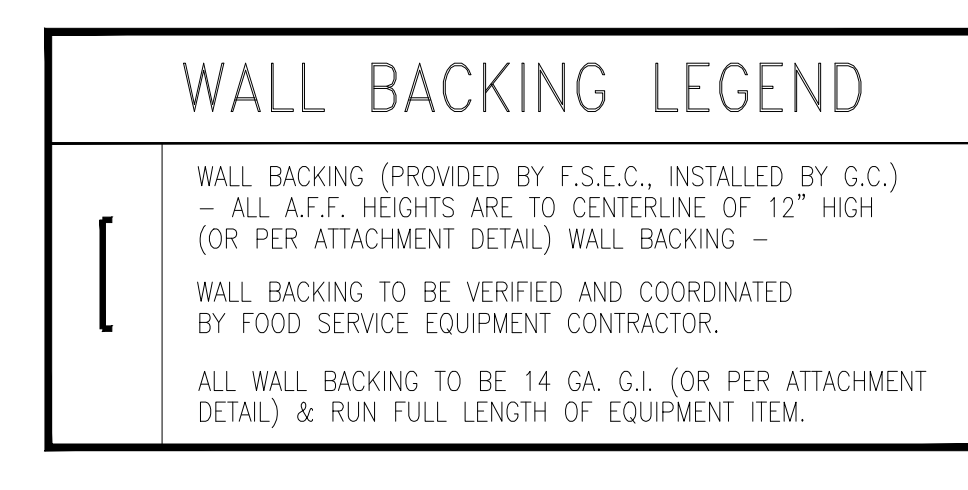 WALL BACKING LEGEND
WALL BACKING (PROVIDED BY F.S.E.C., INSTALLED BY G.C.)
– ALL A.F.F. HEIGHTS ARE TO CENTERLINE OF 12” HIGH
(OR PER ATTACHMENT DETAIL) WALL BACKING –
WALL BACKING TO BE VERIFIED AND COORDINATED
BY FOOD SERVICE EQUIPMENT CONTRACTOR.
ALL WALL BACKING TO BE 14 GA. G.I. (OR PER ATTACHMENT
DETAIL) & RUN FULL LENGTH OF EQUIPMENT ITEM.